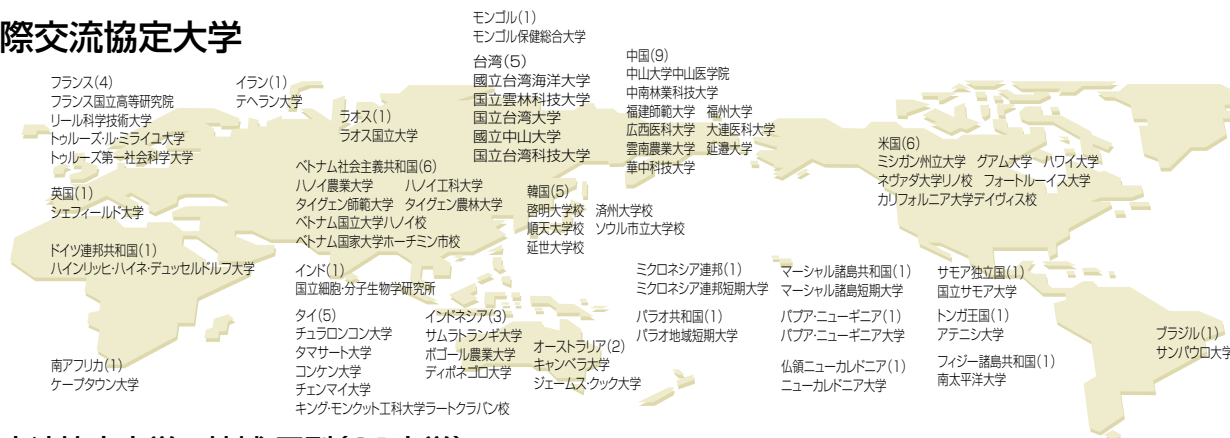 際交流協定大学
モンゴル(1)
モンゴル保健総合大学
フランス(4)
フランス国立高等研究院
リール科学技術大学
トゥルーズ・ル・ミライユ大学
トゥルーズ第一社会科学大学
イラン(1)
テヘラン大学
ラオス(1)
ラオス国立大学
台湾(5)
國立台湾海洋大学
国立雲林科技大学
国立台湾大学
國立中山大学
国立台湾科技大学
中国(9)
中山大学中山医学院
中南林業科技大学
福建師範大学 福州大学
広西医科大学 大連医科大学
雲南農業大学 延邉大学
華中科技大学
米国(6)
ミシガン州立大学 グアム大学 ハワイ大学
ネヴァダ大学リノ校 フォートルーイス大学
カリフォルニア大学デイヴィス校
英国(1)
シェフィールド大学
ベトナム社会主義共和国(6)
ハノイ農業大学 ハノイ工科大学
タイグェン師範大学 タイグェン農林大学
ベトナム国立大学ハノイ校
ベトナム国家大学ホーチミン市校
韓国(5)
啓明大学校 済州大学校
順天大学校 ソウル市立大学校
延世大学校
ドイツ連邦共和国(1)
ハインリッヒ・ハイネ・デュッセルドルフ大学
インド(1)
国立細胞・分子生物学研究所
ミクロネシア連邦(1)
ミクロネシア連邦短期大学
マーシャル諸島共和国(1)
マーシャル諸島短期大学
サモア独立国(1)
国立サモア大学
タイ(5)
チュラロンコン大学
タマサート大学
コンケン大学
チェンマイ大学
キング・モンクット工科大学ラートクラバン校
インドネシア(3)
サムラトランギ大学
ボゴール農業大学
ディポネゴロ大学
オーストラリア(2)
キャンベラ大学
ジェームス・クック大学
パラオ共和国(1)
パラオ地域短期大学
パプア・ニューギニア(1)
パプア・ニューギニア大学
トンガ王国(1)
アテニシ大学
ブラジル(1)
サンパウロ大学
南アフリカ(1)
ケープタウン大学
仏領ニューカルドニア(1)
ニューカルドニア大学
フィジー諸島共和国(1)
南太平洋大学